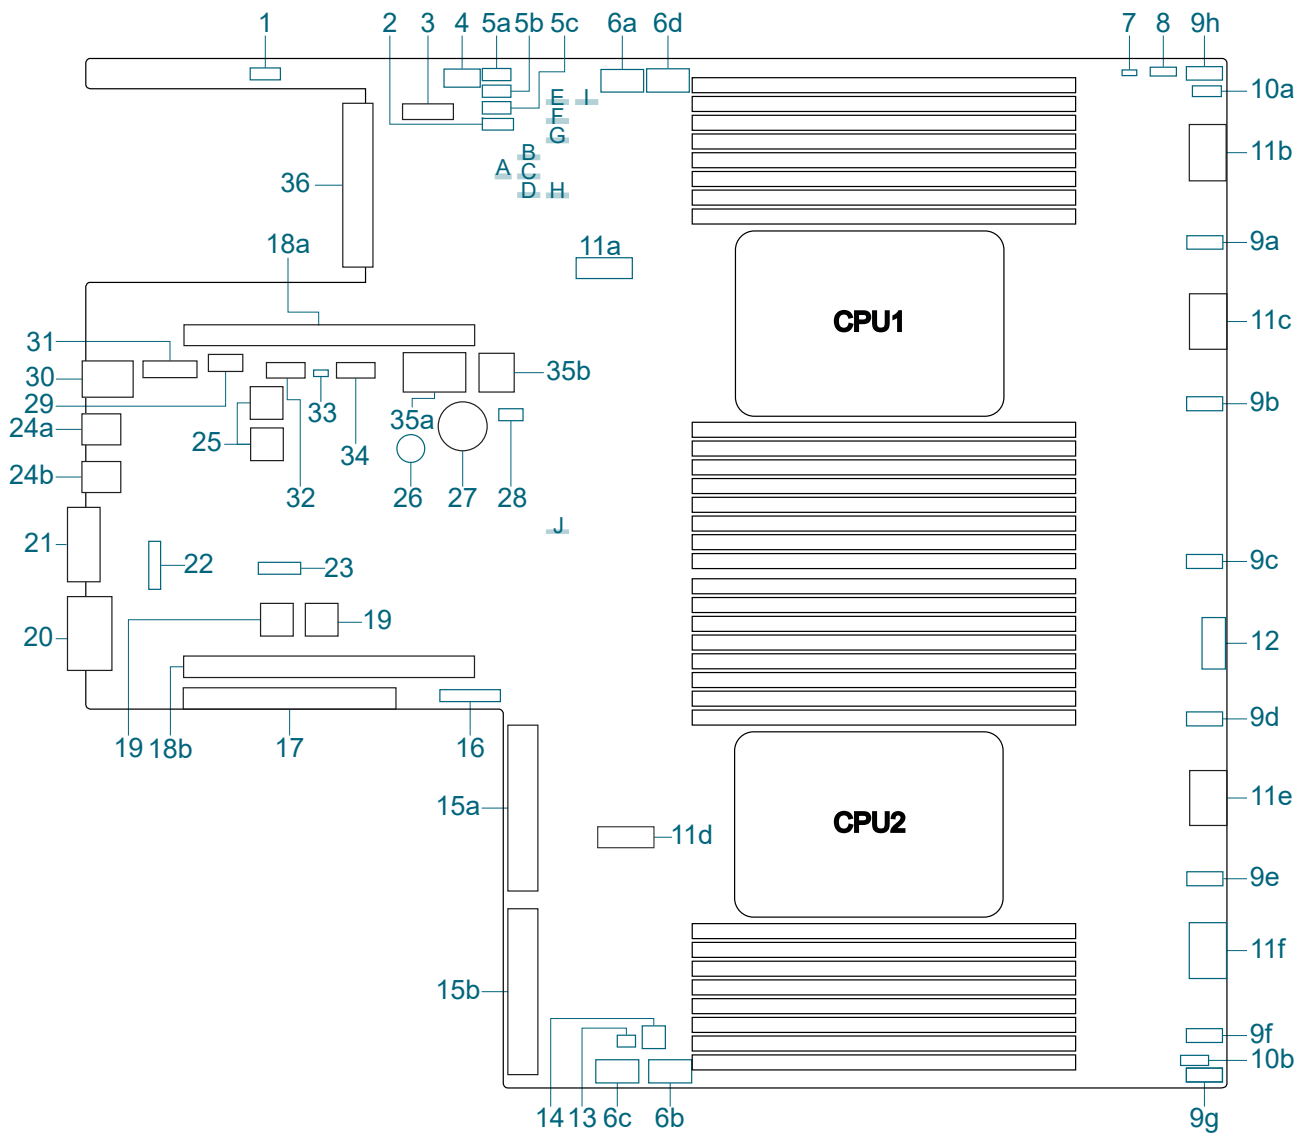 1 2 3 4 5a 5b 5c 6a 6d 7 8 9h
10a
E I
F
G
B
A C
D H
11b
36
18a 11a 9a
CPU1 11c
31
30
29 33 35a 35b
9b
24a 25 34
24b 32 26 27 28
J
21 22 23 9c
20 19 12
19 18b 17 16 9d
15a 11e
CPU2
11d
9e
11f
15b
9f
10b
14 13 6c 6b 9g